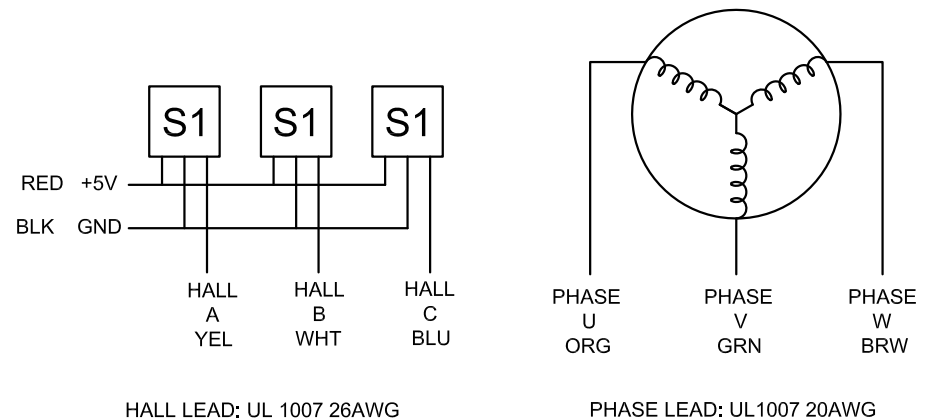 S1 S1 S1
RED +5V
BLK GND
HALL
A
YEL
HALL
B
WHT
HALL
C
BLU
HALL LEAD: UL 1007 26AWG
PHASE
U
ORG
PHASE
V
GRN
PHASE
W
BRW
PHASE LEAD: UL1007 20AWG